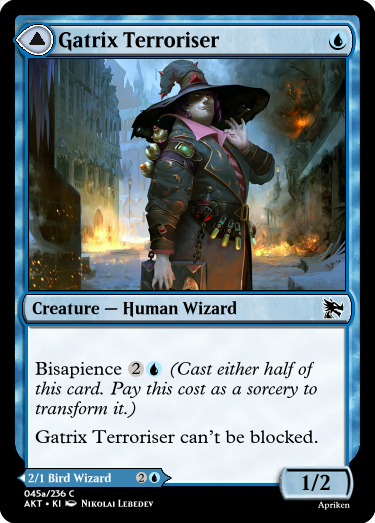 Gatrix Terroriser
Creature — Human Wizard
Bisapience 2 (Cast either half of
this card. Pay this cost as a sorcery to
transform it.)
Gatrix Terroriser can't be blocked.
2/1 Bird Wizard 2
1/2
045a/236 C
AKT • KI Nikolai Lebedev
Apriken